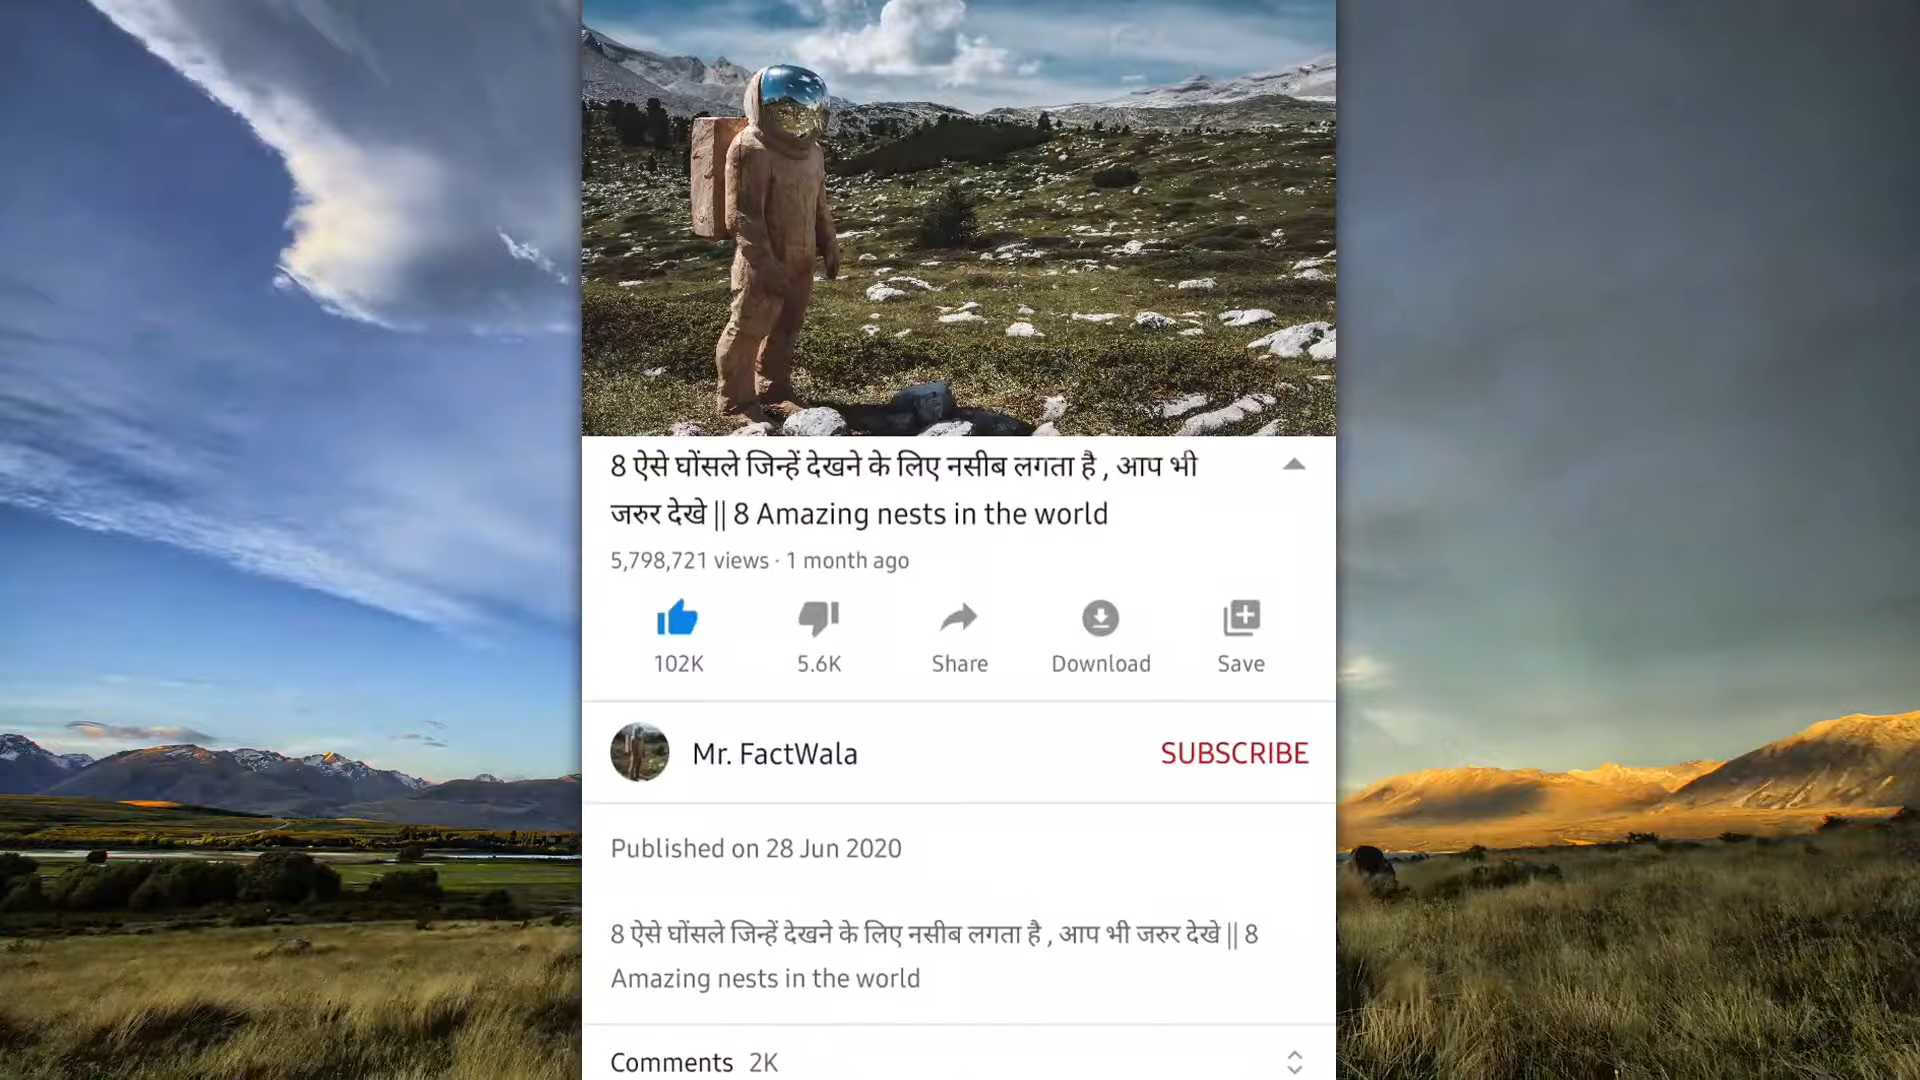 8 ऐसे घोंसले जिन्हें देखने के लिए नसीब लगता है , आप भी
जरुर देखे || 8 Amazing nests in the world
5,798,721 views · 1 month ago
102K 5.6K Share Download Save
Mr. FactWala SUBSCRIBE
Published on 28 Jun 2020
8 ऐसे घोंसले जिन्हें देखने के लिए नसीब लगता है , आप भी जरुर देखे || 8
Amazing nests in the world
Comments 2K